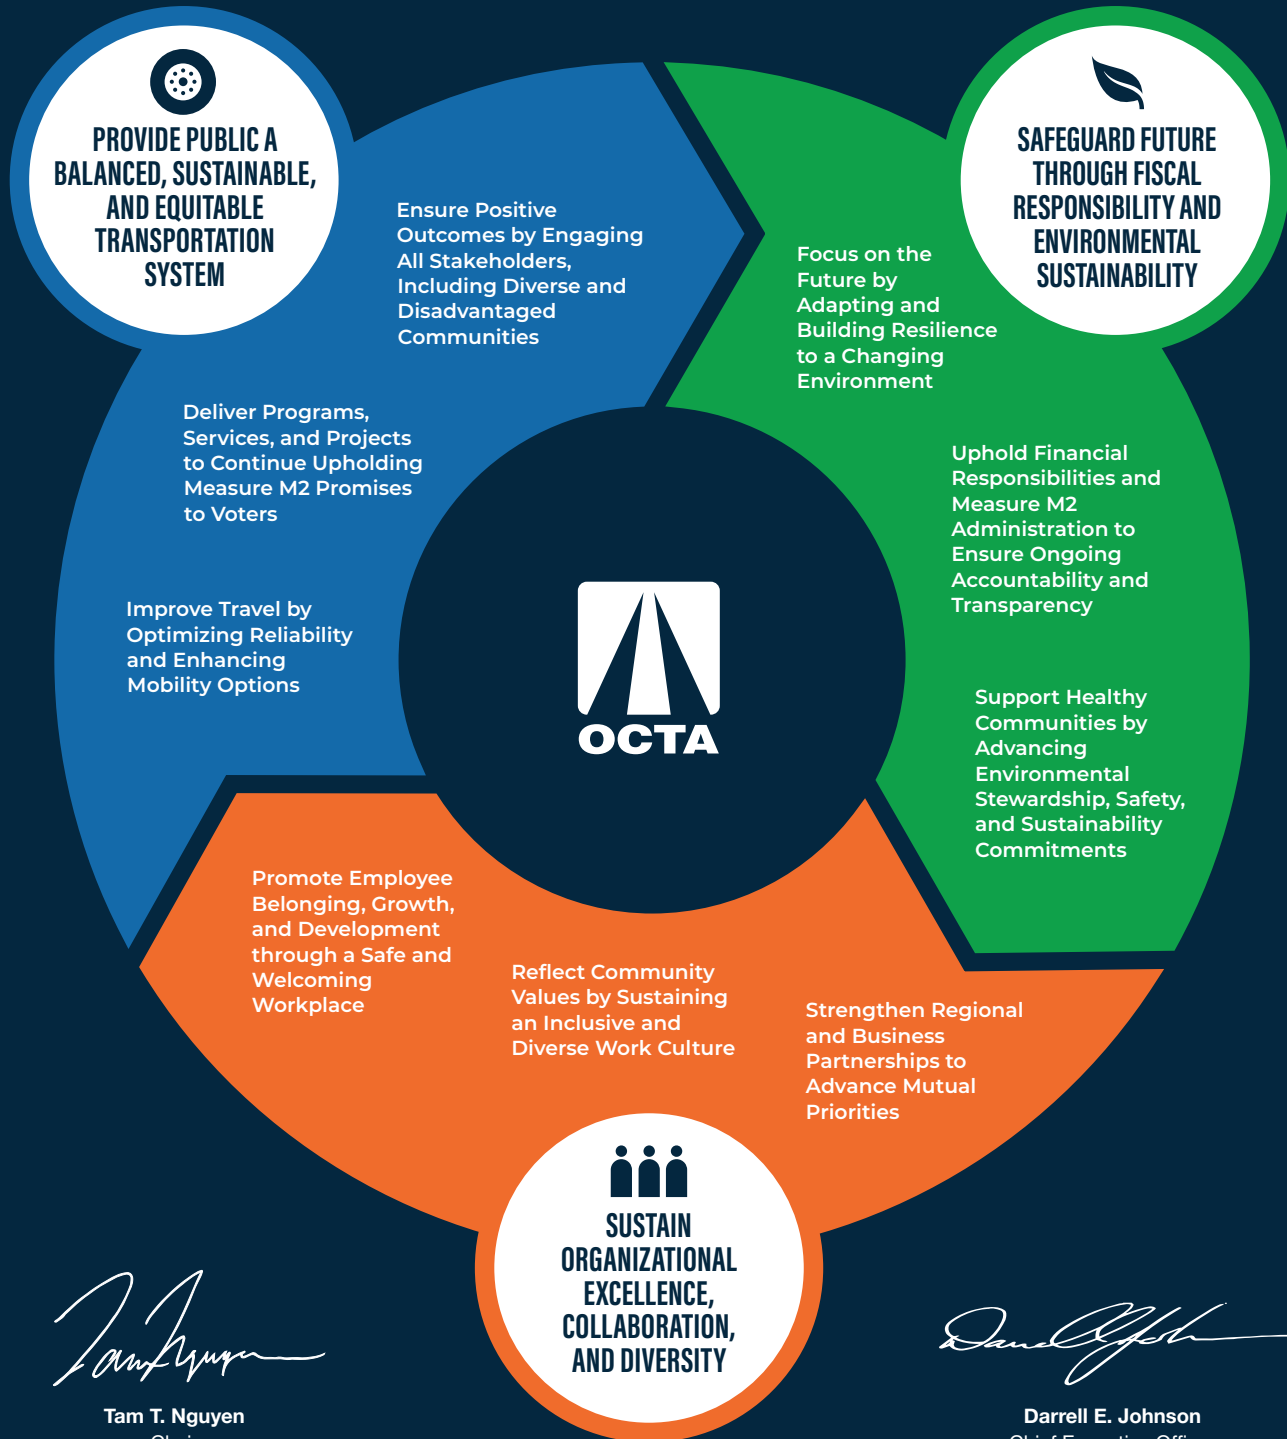 PROVIDE PUBLIC A
BALANCED, SUSTAINABLE,
AND EQUITABLE
TRANSPORTATION
SYSTEM
SAFEGUARD FUTURE
THROUGH FISCAL
RESPONSIBILITY AND
ENVIRONMENTAL
SUSTAINABILITY
Ensure Positive
Outcomes by Engaging
All Stakeholders,
Including Diverse and
Disadvantaged
Communities
Focus on the
Future by
Adapting and
Building Resilience
to a Changing
Environment
Deliver Programs,
Services, and Projects
to Continue Upholding
Measure M2 Promises
to Voters
Uphold Financial
Responsibilities and
Measure M2
Administration to
Ensure Ongoing
Accountability and
Transparency
Improve Travel by
Optimizing Reliability
and Enhancing
Mobility Options
OCTA
Support Healthy
Communities by
Advancing
Environmental
Stewardship, Safety,
and Sustainability
Commitments
Promote Employee
Belonging, Growth,
and Development
through a Safe and
Welcoming
Workplace
Reflect Community
Values by Sustaining
an Inclusive and
Diverse Work Culture
Strengthen Regional
and Business
Partnerships to
Advance Mutual
Priorities
SUSTAIN
ORGANIZATIONAL
EXCELLENCE,
COLLABORATION,
AND DIVERSITY
Tam T. Nguyen
Darrell E. Johnson
Chief Executive